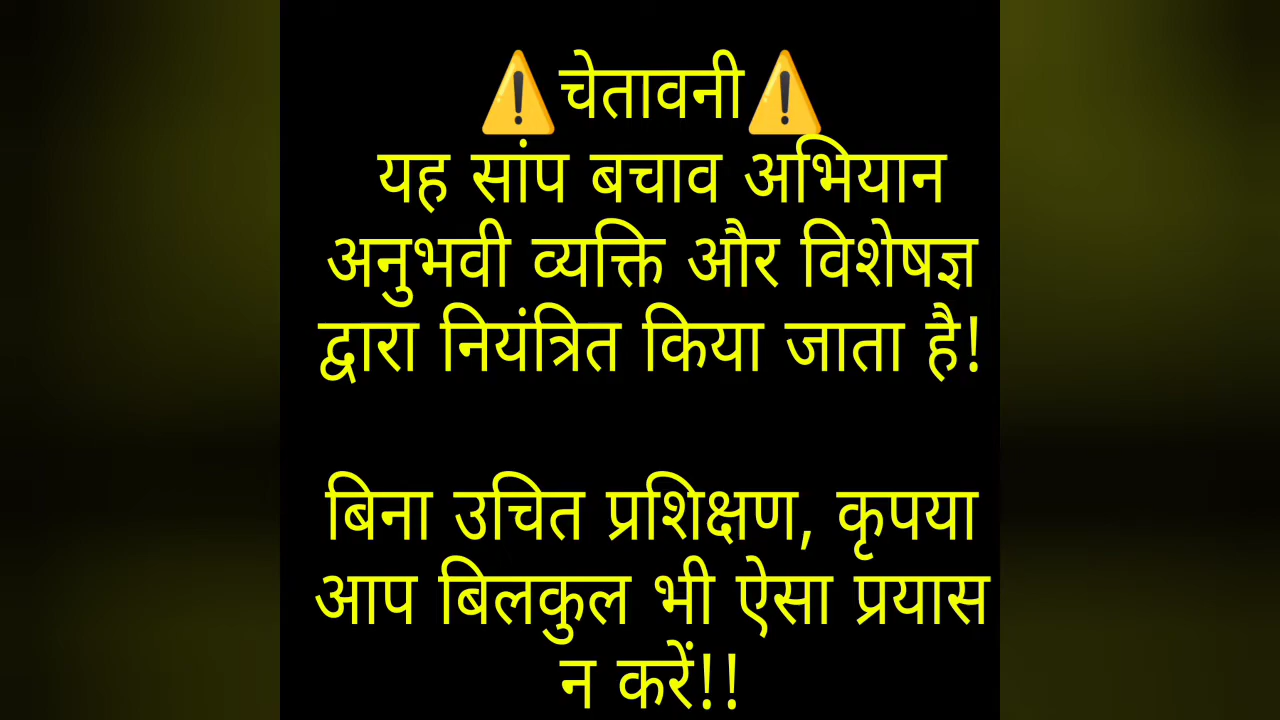 ⚠️चेतावनी⚠️
यह सांप बचाव अभियान
अनुभवी व्यक्ति और विशेषज्ञ
द्वारा नियंत्रित किया जाता है!
बिना उचित प्रशिक्षण, कृपया
आप बिलकुल भी ऐसा प्रयास
न करें!!